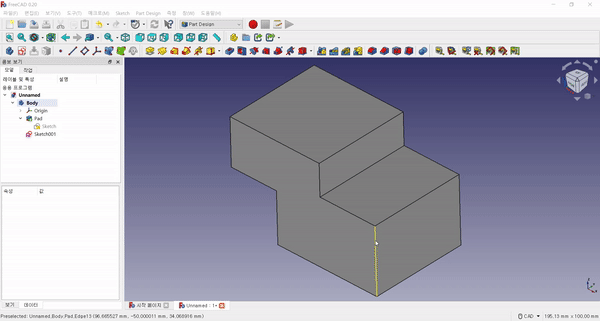 FreeCAD 0.20
파일(F) 편집(E) 보기(V) 도구(T) 매크로(M) Sketch Part Design 측정 창(W) 도움말(H)
Part Design
콤보 보기
모델 작업
레이블 및 특성 설명
응용 프로그램
Unnamed
Body
Origin
Pad
Sketch
Sketch001
속성 값
보기 데이터
시작 페이지 Unnamed : 1*
Preselected: Unnamed.Body.Pad.Edge13 (96.665527 mm, -50.000011 mm, 34.066916 mm)
CAD 195.13 mm x 100.00 mm